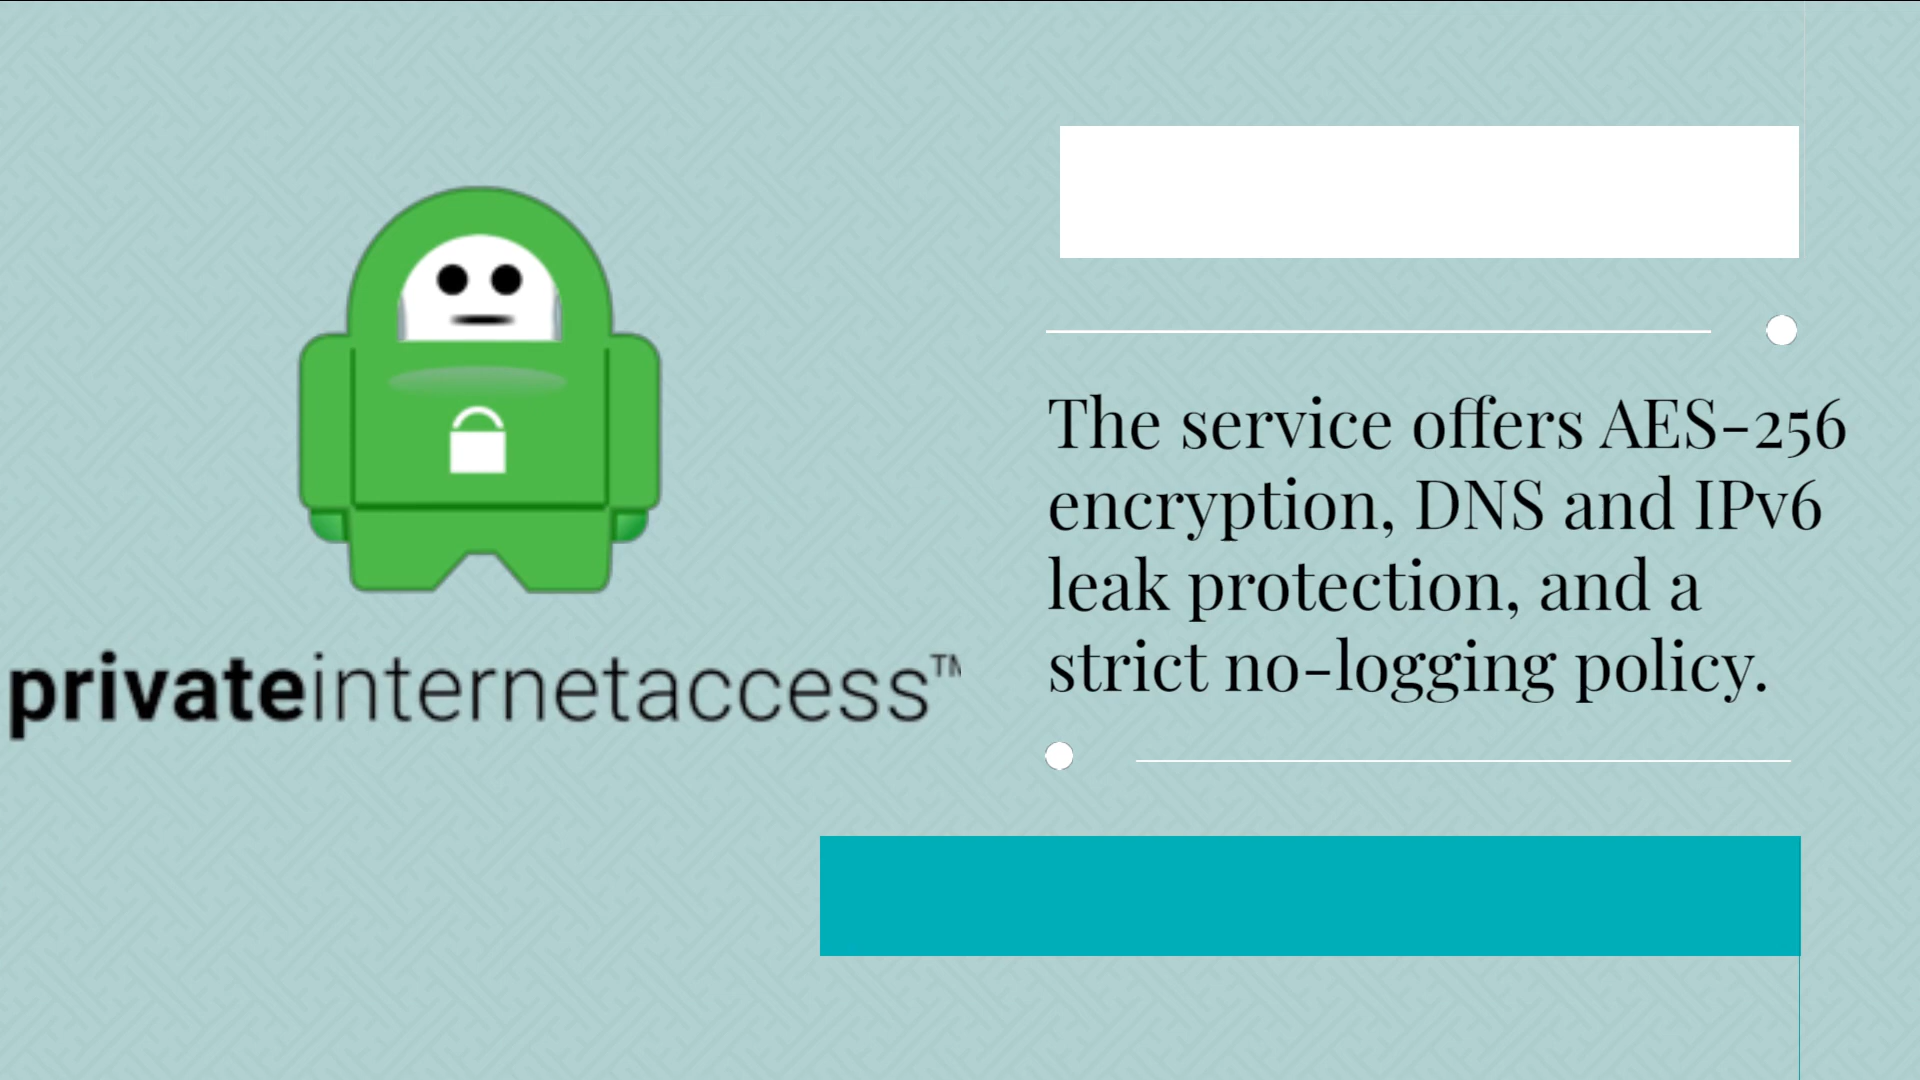 privateinternetaccess™
The service offers AES-256
encryption, DNS and IPv6
leak protection, and a
strict no-logging policy.